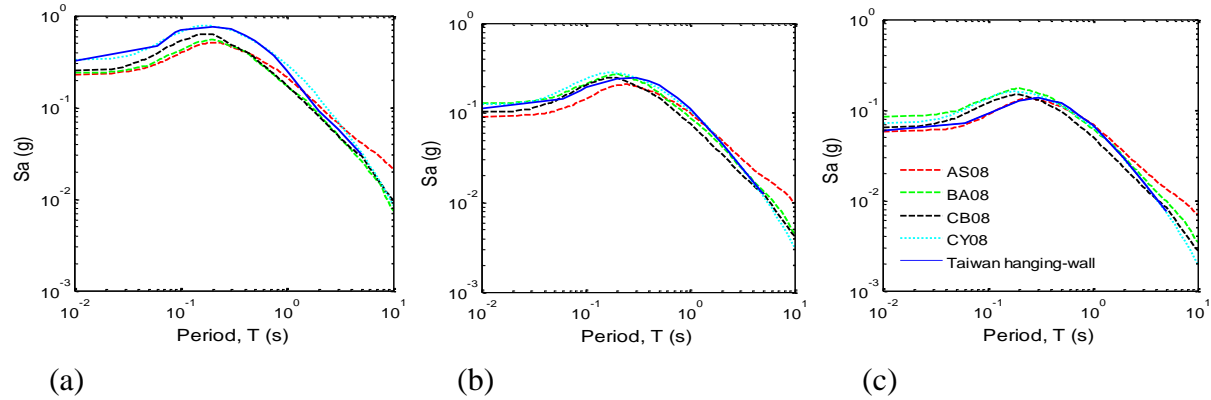 10^0
10^-1
10^-2
10^-3
Sa (g)
10^-2 10^-1 10^0 10^1
Period, T (s)
(a)
10^0
10^-1
10^-2
10^-3
Sa (g)
10^-2 10^-1 10^0 10^1
Period, T (s)
(b)
10^0
10^-1
10^-2
10^-3
Sa (g)
AS08
BA08
CB08
CY08
Taiwan hanging-wall
10^-2 10^-1 10^0 10^1
Period, T (s)
(c)